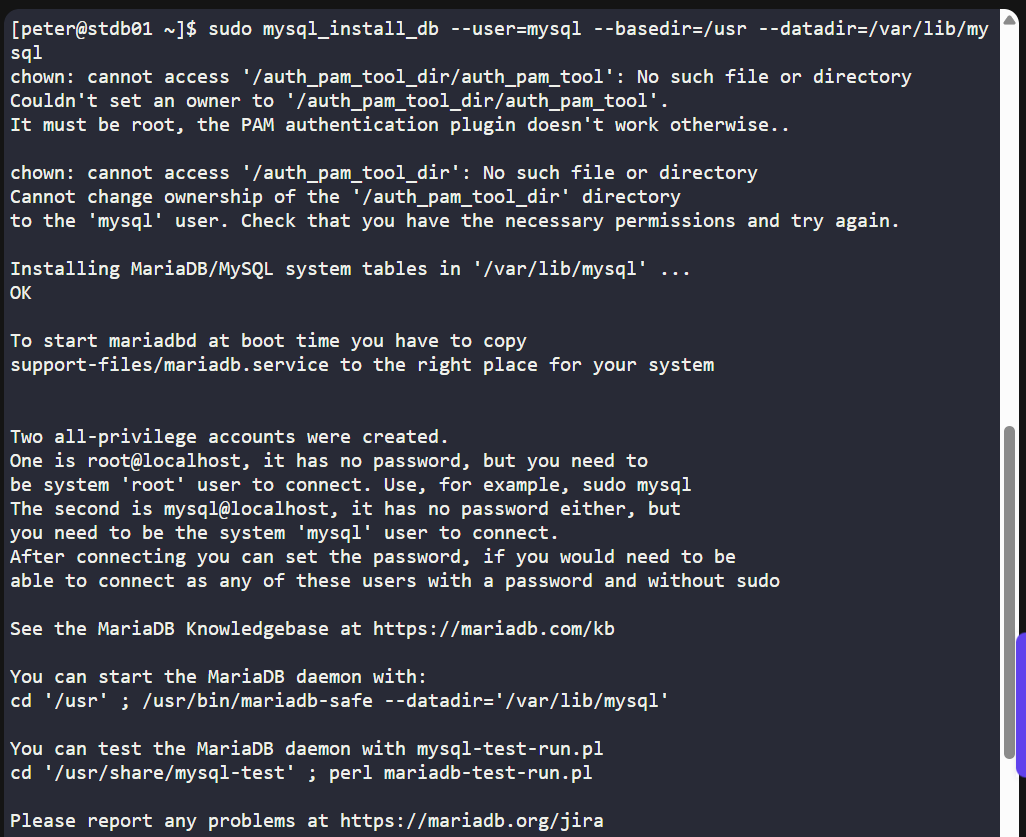 [peter@stdb01 ~]$ sudo mysql_install_db --user=mysql --basedir=/usr --datadir=/var/lib/my
sql
chown: cannot access '/auth_pam_tool_dir/auth_pam_tool': No such file or directory
Couldn't set an owner to '/auth_pam_tool_dir/auth_pam_tool'.
It must be root, the PAM authentication plugin doesn't work otherwise..

chown: cannot access '/auth_pam_tool_dir': No such file or directory
Cannot change ownership of the '/auth_pam_tool_dir' directory
to the 'mysql' user. Check that you have the necessary permissions and try again.

Installing MariaDB/MySQL system tables in '/var/lib/mysql' ...
OK

To start mariadbd at boot time you have to copy
support-files/mariadb.service to the right place for your system


Two all-privilege accounts were created.
One is root@localhost, it has no password, but you need to
be system 'root' user to connect. Use, for example, sudo mysql
The second is mysql@localhost, it has no password either, but
you need to be the system 'mysql' user to connect.
After connecting you can set the password, if you would need to be
able to connect as any of these users with a password and without sudo

See the MariaDB Knowledgebase at https://mariadb.com/kb

You can start the MariaDB daemon with:
cd '/usr' ; /usr/bin/mariadb-safe --datadir='/var/lib/mysql'

You can test the MariaDB daemon with mysql-test-run.pl
cd '/usr/share/mysql-test' ; perl mariadb-test-run.pl

Please report any problems at https://mariadb.org/jira